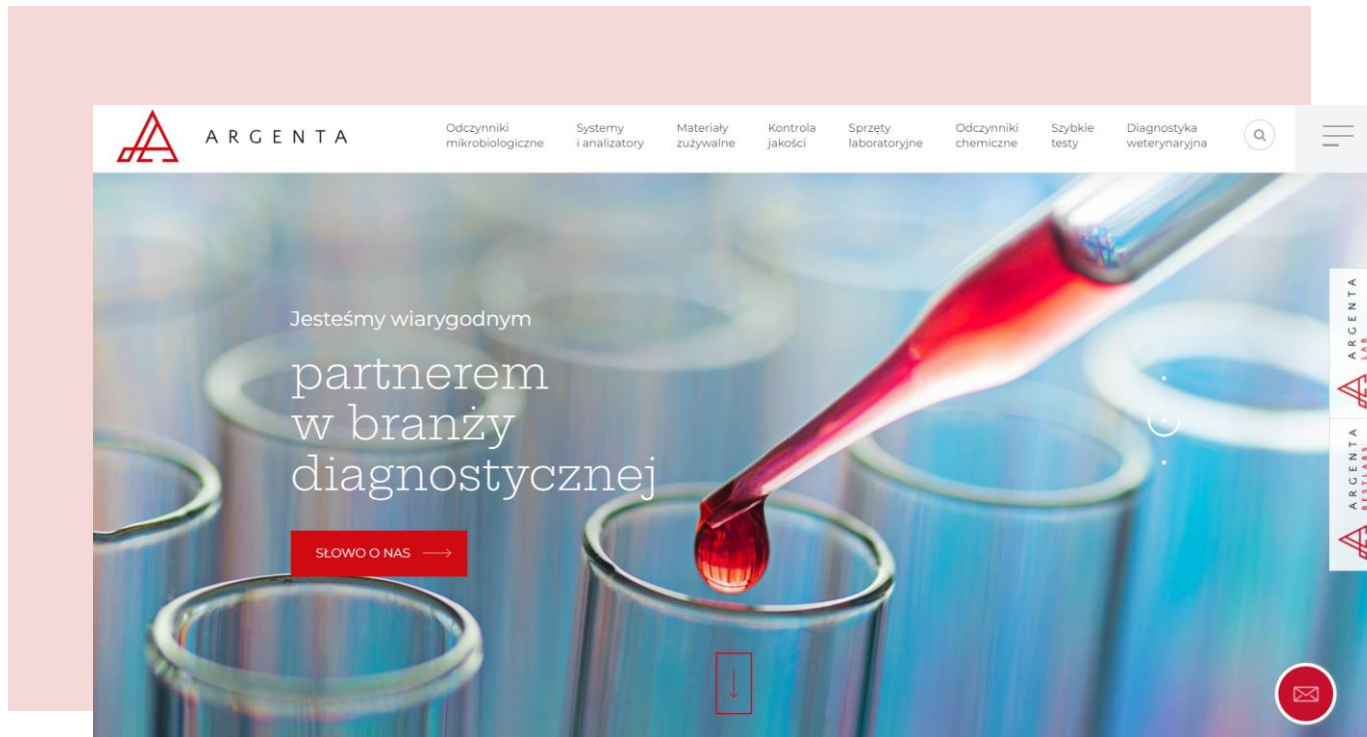 ARGENTA
Odczynniki
mikrobiologiczne
Systemy
i analizatory
Materiały
zużywalne
Kontrola
jakości
Sprzęty
laboratoryjne
Odczynniki
chemiczne
Szybkie
testy
Diagnostyka
weterynaryjna
Jesteśmy wiarygodnym
partnerem
w branży
diagnostycznej
SŁOWO O NAS
ARGENTA
LAB
ARGENTA
BESTLABS